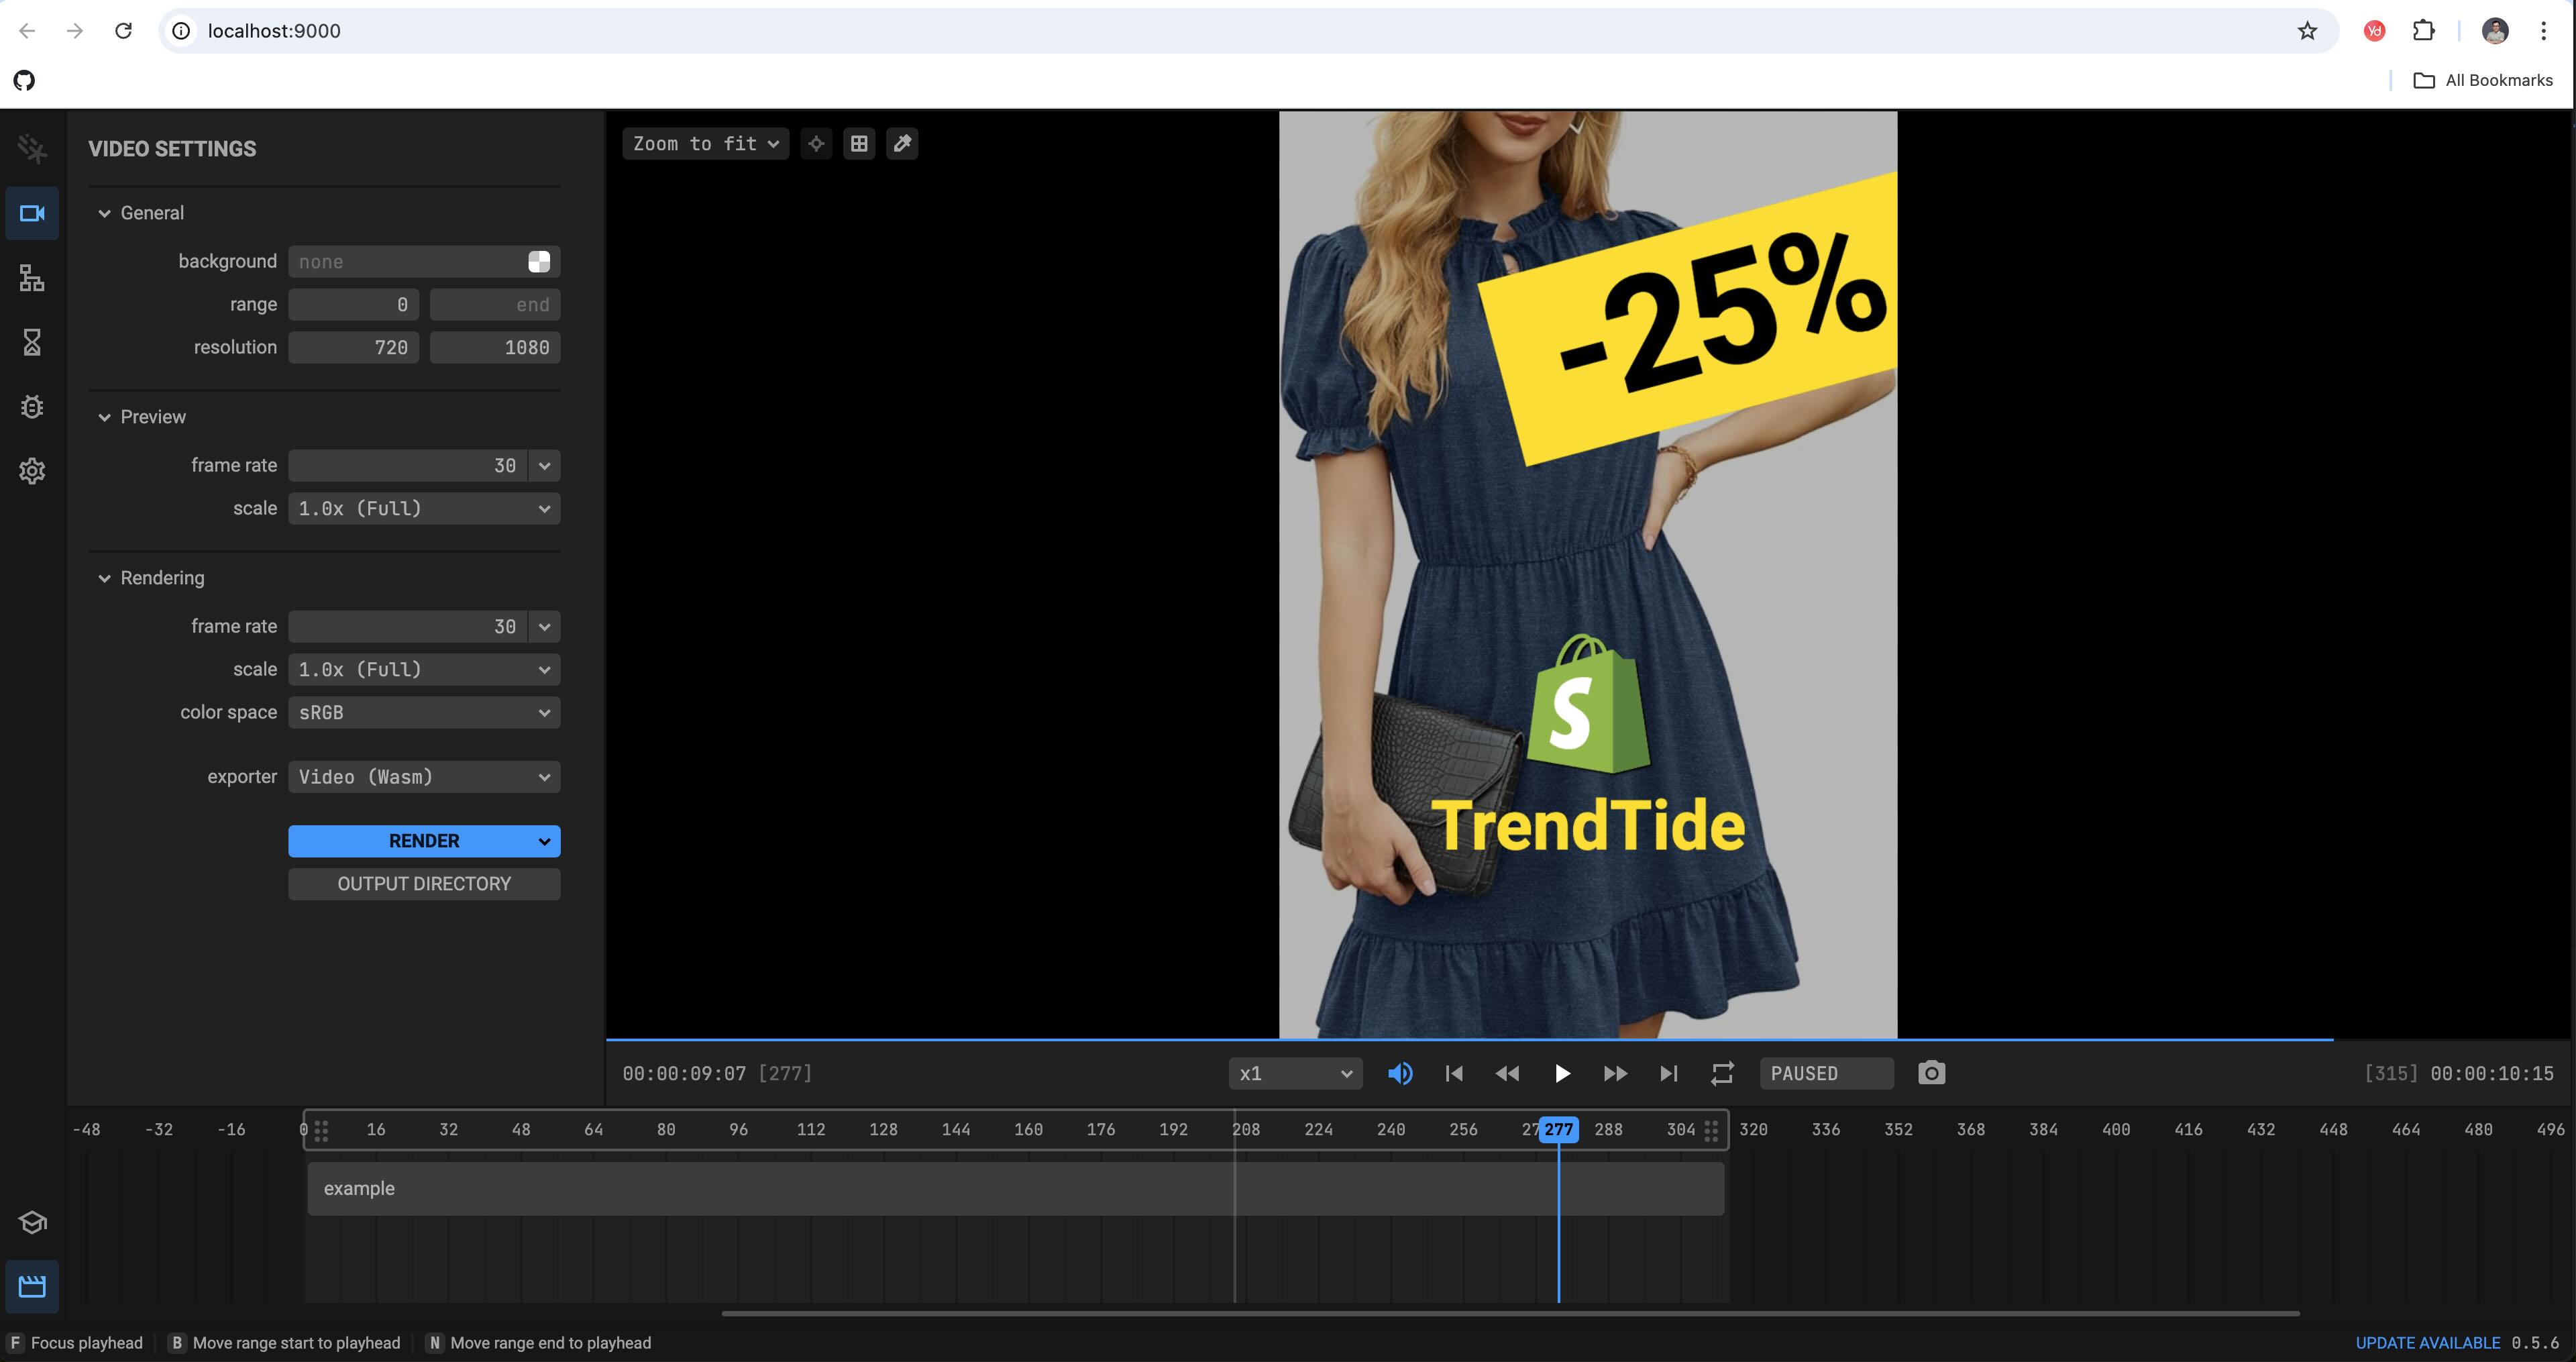 localhost:9000
All Bookmarks
VIDEO SETTINGS
General
background none
range 0 end
resolution 720 1080
Preview
frame rate 30
scale 1.0x (Full)
Rendering
frame rate 30
scale 1.0x (Full)
color space sRGB
exporter Video (Wasm)
RENDER
OUTPUT DIRECTORY
Zoom to fit
-25%
S
TrendTide
00:00:09:07 [277] x1 PAUSED [315] 00:00:10:15
-48 -32 -16 0 16 32 48 64 80 96 112 128 144 160 176 192 208 224 240 256 27 277 288 304 320 336 352 368 384 400 416 432 448 464 480 496
example
F Focus playhead B Move range start to playhead N Move range end to playhead UPDATE AVAILABLE 0.5.6